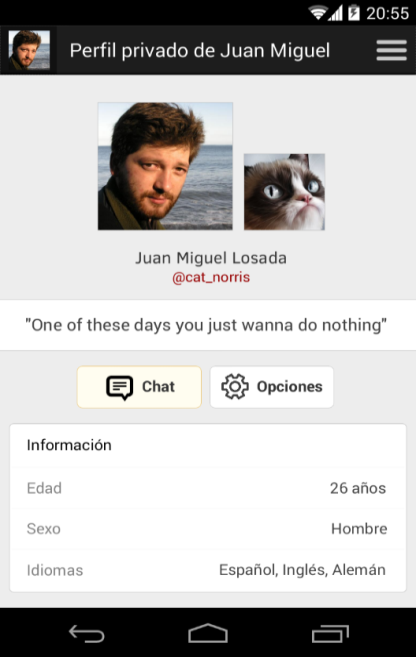 20:55
Perfil privado de Juan Miguel
Juan Miguel Losada
@cat_norris
"One of these days you just wanna do nothing"
Chat
Opciones
Información
Edad 26 años
Sexo Hombre
Idiomas Español, Inglés, Alemán